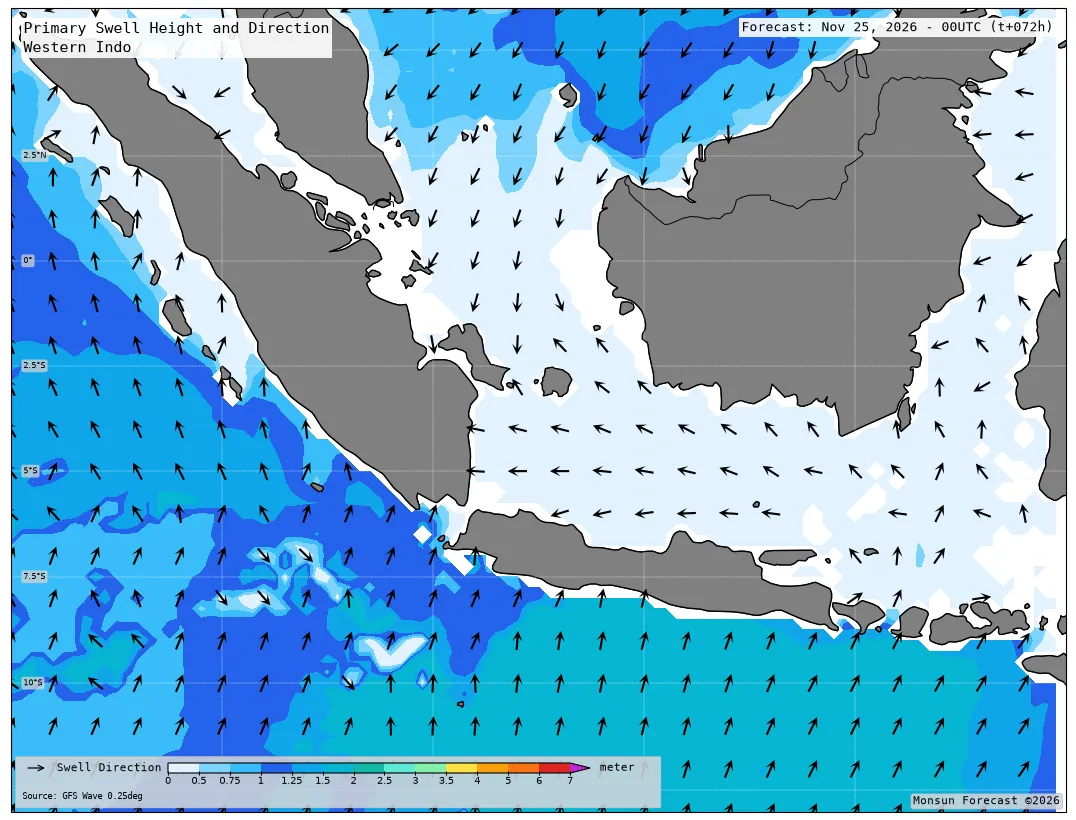 Primary Swell Height and Direction
Western Indo
Forecast: Nov 25, 2026 - 00UTC (t+072h)
2.5°N
0°
2.5°S
5°S
7.5°S
10°S
Swell Direction
0 0.5 0.75 1 1.25 1.5 2 2.5 3 3.5 4 5 6 7
meter
Source: GFS Wave 0.25deg
Monsun Forecast ©2026